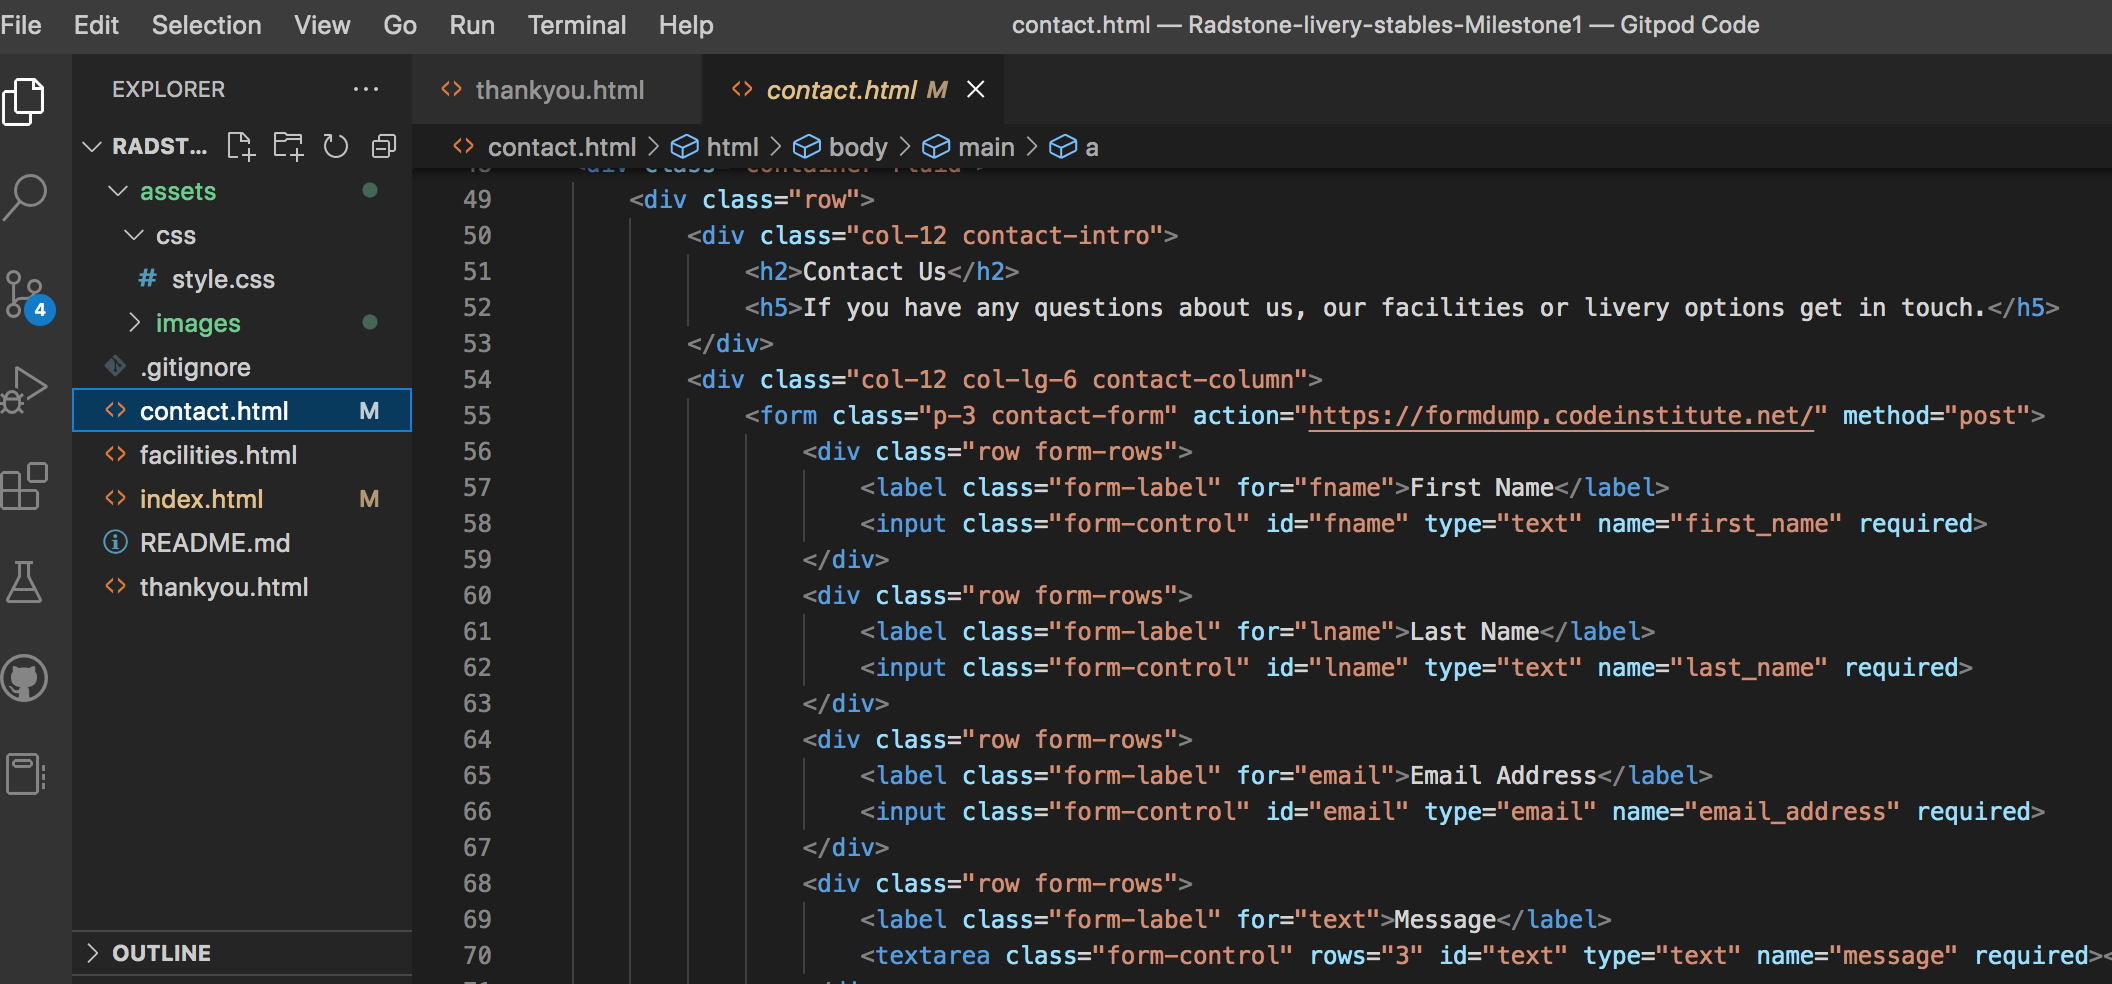 File Edit Selection View Go Run Terminal Help contact.html — Radstone-livery-stables-Milestone1 — Gitpod Code
EXPLORER ...
RADST...
assets
css
# style.css
images
.gitignore
contact.html M
facilities.html
index.html M
README.md
thankyou.html
OUTLINE
4
<> thankyou.html <> contact.html M ×
<> contact.html > html > body > main > a
48 <div class="container-fluid">
49 <div class="row">
50 <div class="col-12 contact-intro">
51 <h2>Contact Us</h2>
52 <h5>If you have any questions about us, our facilities or livery options get in touch.</h5>
53 </div>
54 <div class="col-12 col-lg-6 contact-column">
55 <form class="p-3 contact-form" action="https://formdump.codeinstitute.net/" method="post">
56 <div class="row form-rows">
57 <label class="form-label" for="fname">First Name</label>
58 <input class="form-control" id="fname" type="text" name="first_name" required>
59 </div>
60 <div class="row form-rows">
61 <label class="form-label" for="lname">Last Name</label>
62 <input class="form-control" id="lname" type="text" name="last_name" required>
63 </div>
64 <div class="row form-rows">
65 <label class="form-label" for="email">Email Address</label>
66 <input class="form-control" id="email" type="email" name="email_address" required>
67 </div>
68 <div class="row form-rows">
69 <label class="form-label" for="text">Message</label>
70 <textarea class="form-control" rows="3" id="text" type="text" name="message" required><